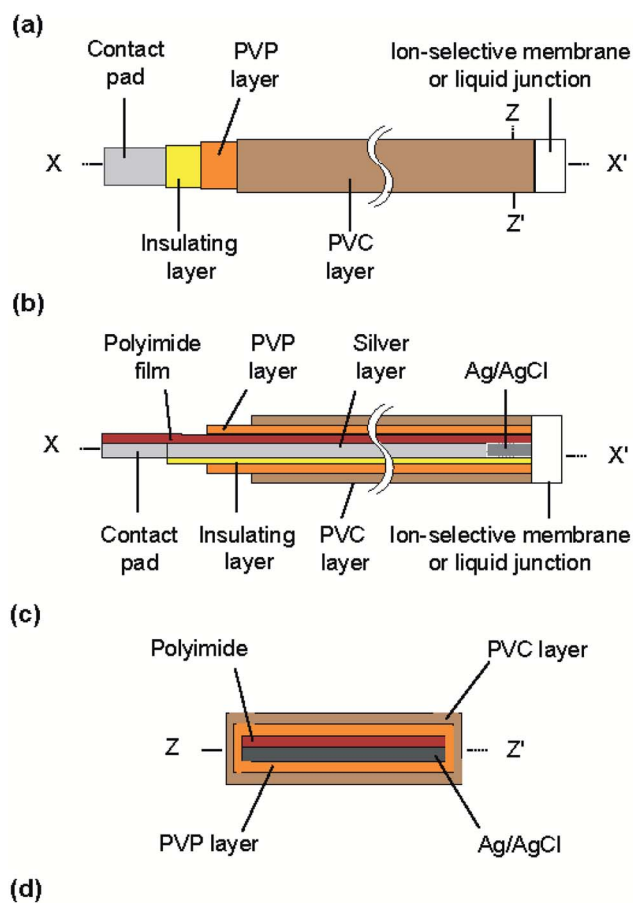 (a)
Contact
pad
PVP
layer
Ion-selective membrane
or liquid junction
Z
X
X'
Z'
Insulating
layer
PVC
layer
(b)
Polyimide
film
PVP
layer
Silver
layer
Ag/AgCl
X
X'
Contact
pad
Insulating
layer
PVC
layer
Ion-selective membrane
or liquid junction
(c)
Polyimide
PVC layer
Z
Z'
PVP layer
Ag/AgCl
(d)